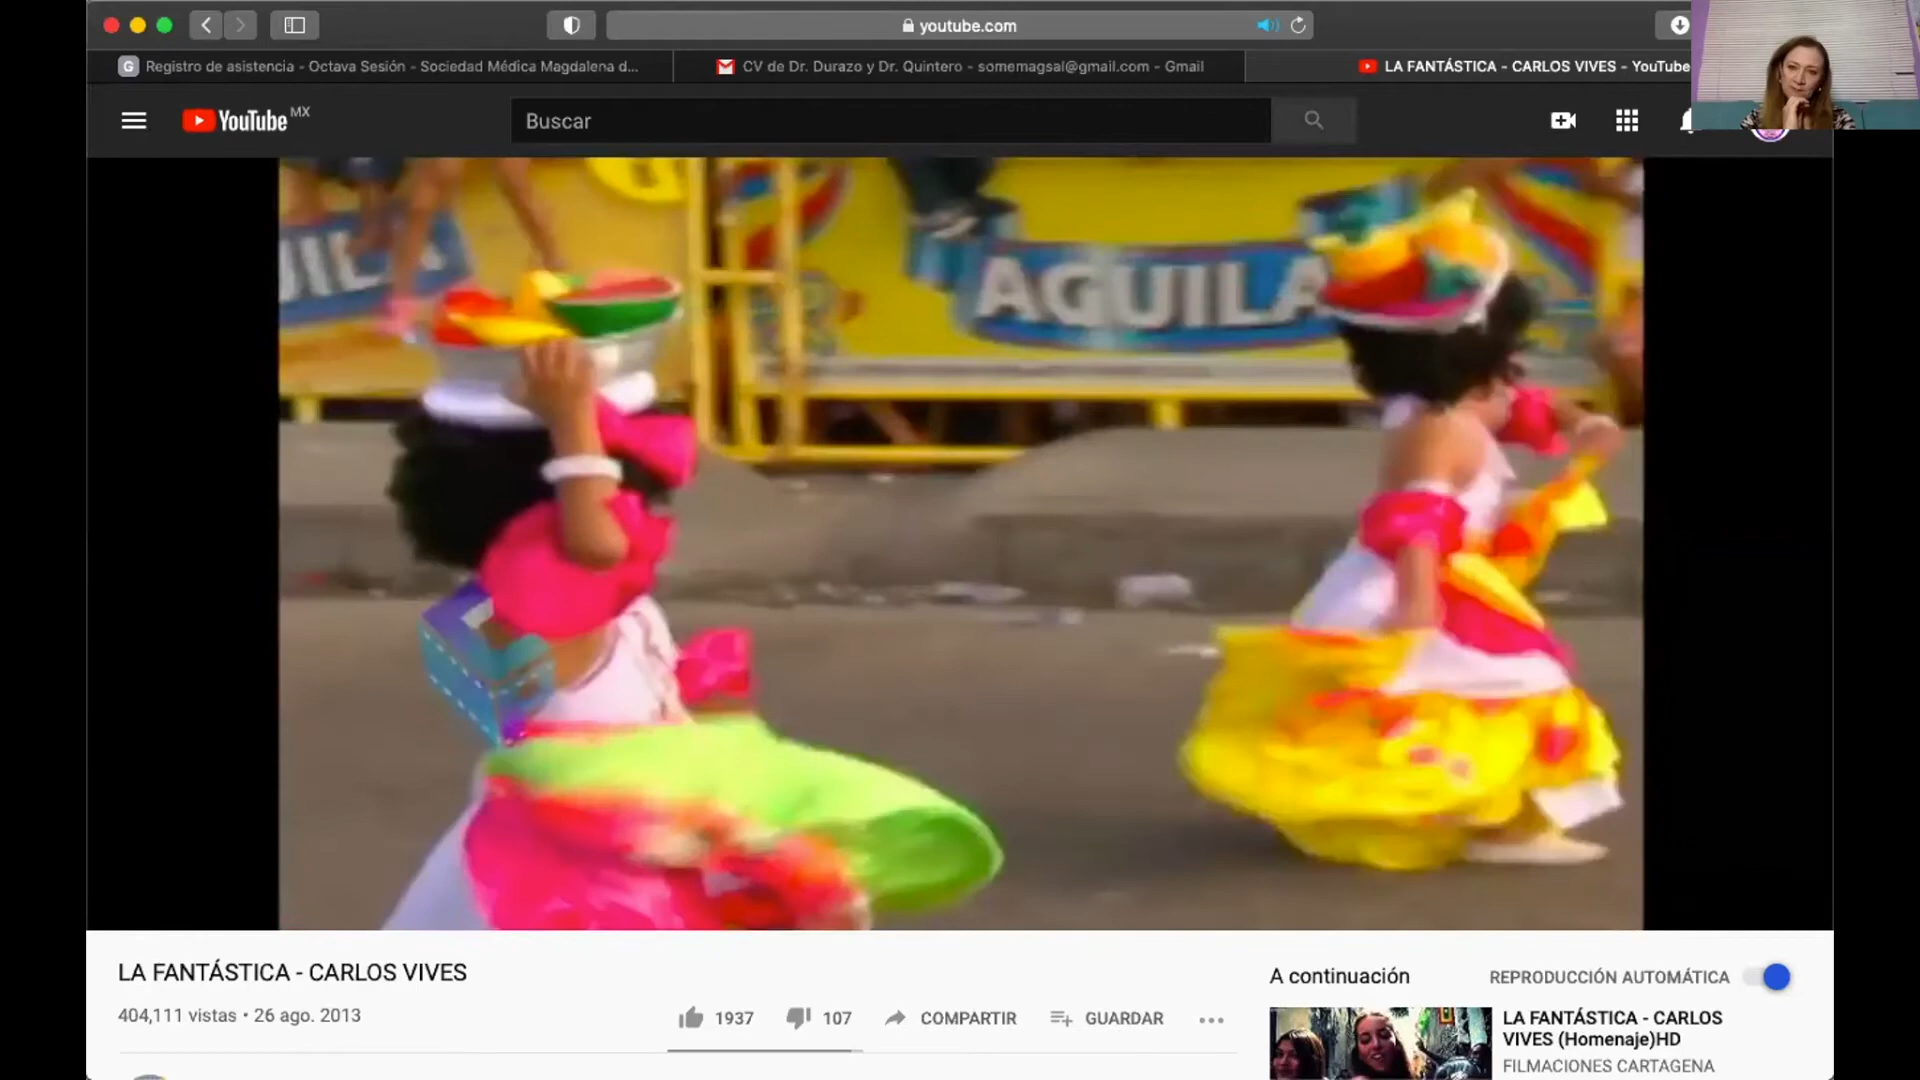 youtube.com
G Registro de asistencia - Octava Sesión - Sociedad Médica Magdalena d...
CV de Dr. Durazo y Dr. Quintero - somemagsal@gmail.com - Gmail
LA FANTÁSTICA - CARLOS VIVES - YouTube
YouTube MX
Buscar
AGUILA
LA FANTÁSTICA - CARLOS VIVES
404,111 vistas • 26 ago. 2013
1937
107
COMPARTIR
GUARDAR
A continuación
REPRODUCCIÓN AUTOMÁTICA
LA FANTÁSTICA - CARLOS
VIVES (Homenaje)HD
FILMACIONES CARTAGENA